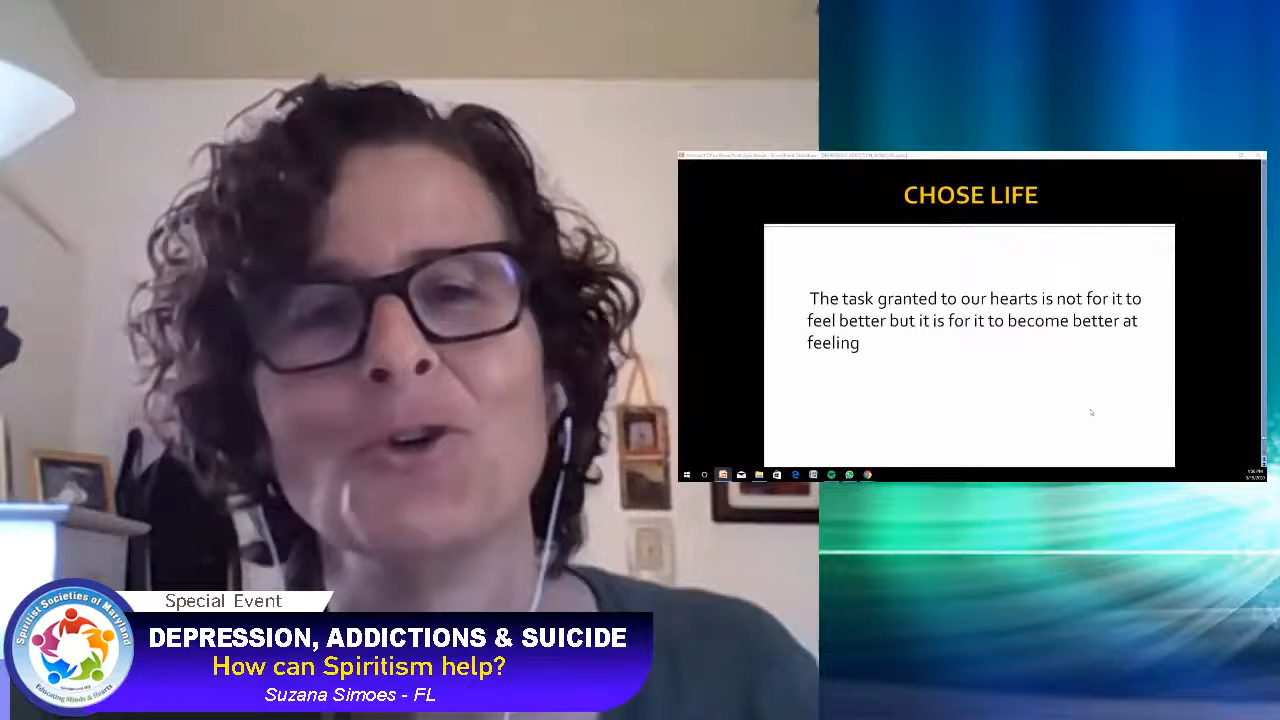 CHOSE LIFE
The task granted to our hearts is not for it to
feel better but it is for it to become better at
feeling
Spiritist Societies of Maryland
Educating Minds & Hearts
Special Event
DEPRESSION, ADDICTIONS & SUICIDE
How can Spiritism help?
Suzana Simoes - FL